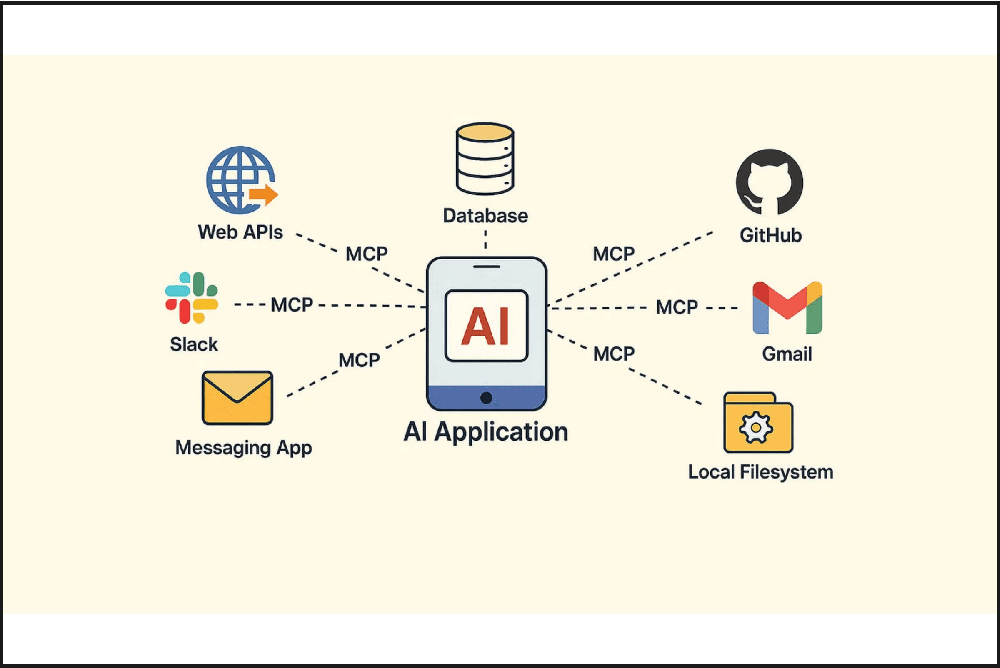 Database
Web APIs
GitHub
MCP
MCP
MCP
MCP
AI
Slack
Gmail
MCP
MCP
AI Application
Messaging App
Local Filesystem